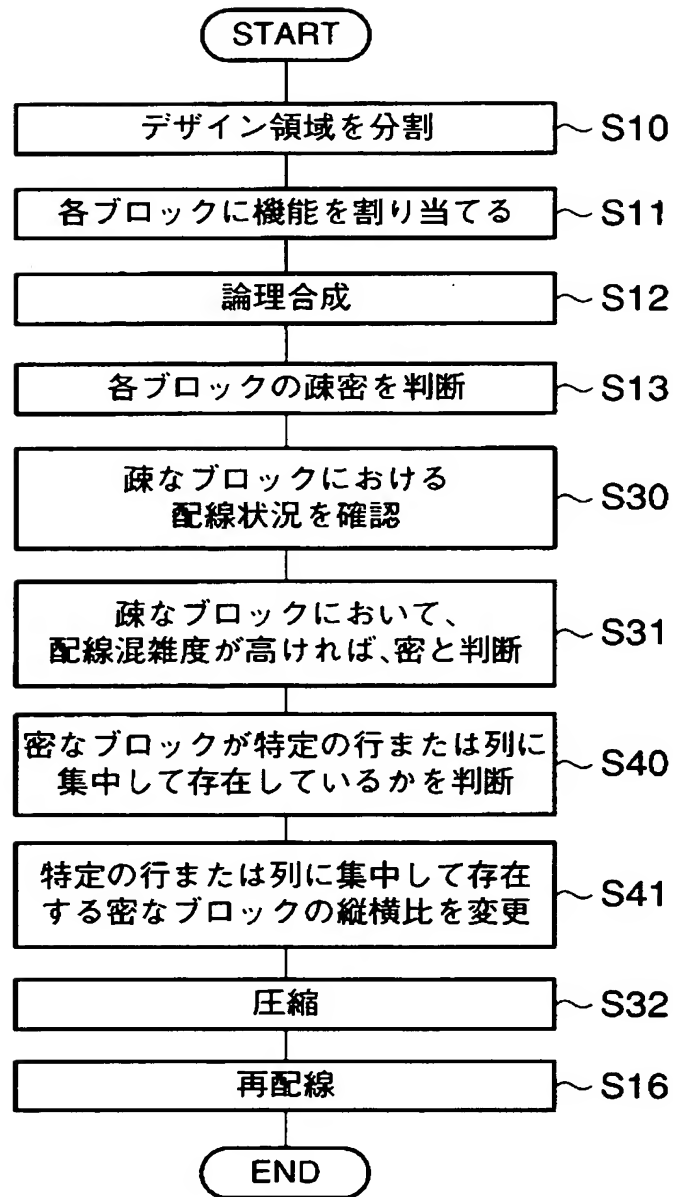 START
デザイン領域を分割
S10
各ブロックに機能を割り当てる
S11
論理合成
S12
各ブロックの疎密を判断
S13
疎なブロックにおける
配線状況を確認
S30
疎なブロックにおいて、
配線混雑度が高ければ、密と判断
S31
密なブロックが特定の行または列に
集中して存在しているかを判断
S40
特定の行または列に集中して存在
する密なブロックの縦横比を変更
S41
圧縮
S32
再配線
S16
END